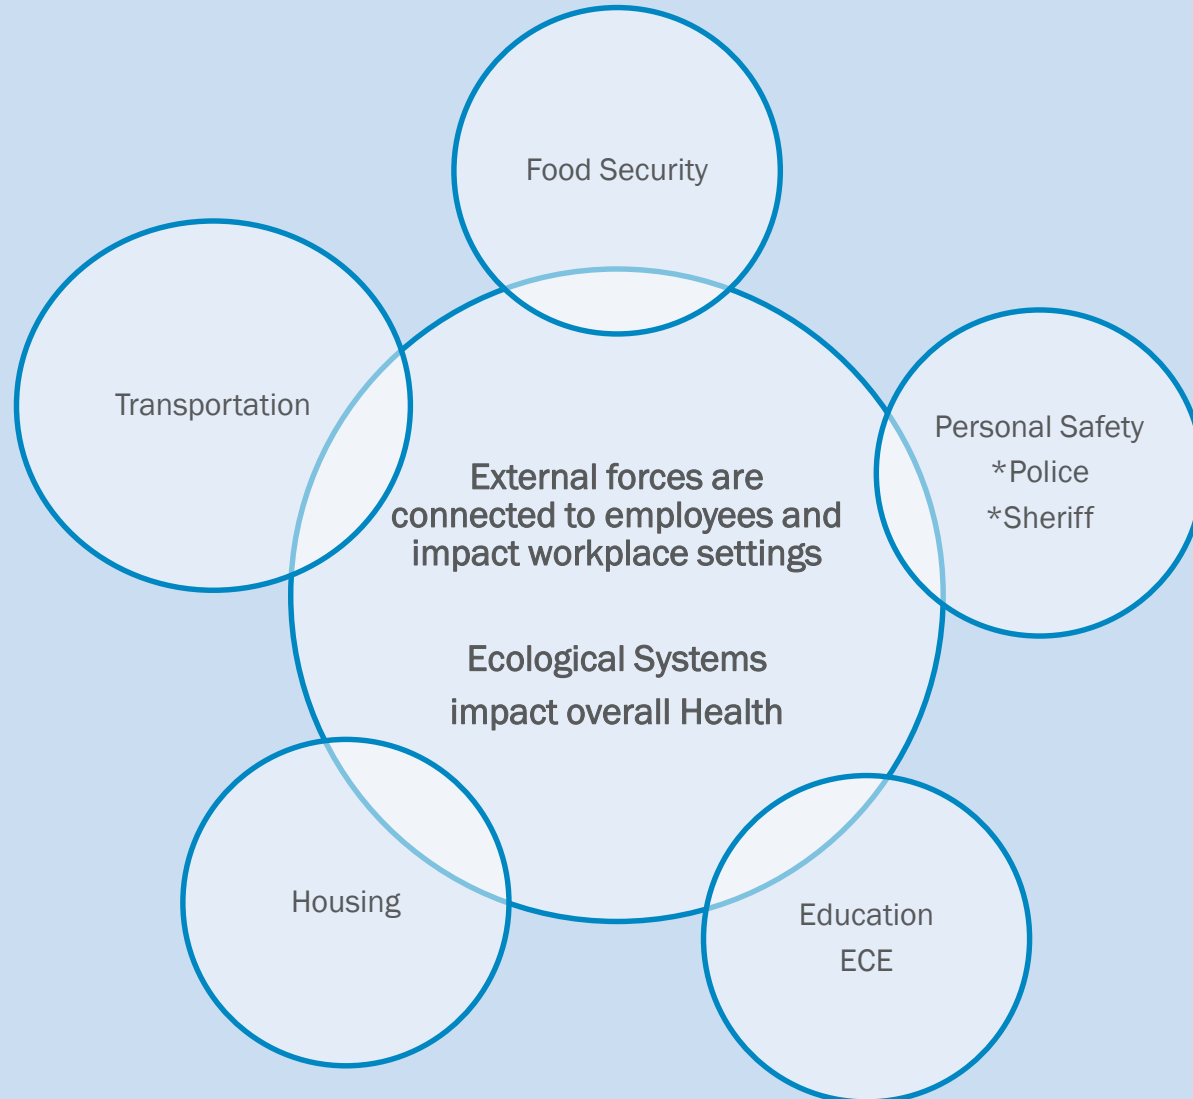 Food Security
Transportation
Personal Safety
*Police
*Sheriff
External forces are
connected to employees and
impact workplace settings
Ecological Systems
impact overall Health
Housing
Education
ECE